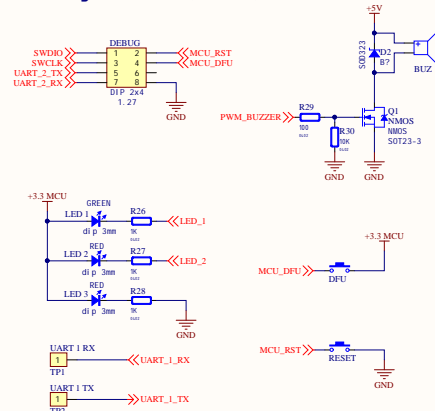 +5V
DEBUG
SWDIO 1 2 MCU_RST
SWCLK 3 4 MCU_DFU
UART_2_TX 5 6
UART_2_RX 7 8
DIP 2x4
1.27
GND
SOD323
D2
B?
BUZ
PWM_BUZZER
R29
100
R30
10K
GND
Q1
NMOS
NMOS
SOT23-3
GND
+3.3 MCU
GREEN
LED 1
dip 3mm
R26
1K
LED_1
RED
LED 2
dip 3mm
R27
1K
LED_2
RED
LED 3
dip 3mm
R28
1K
GND
+3.3 MCU
MCU_DFU
DFU
MCU_RST
RESET
GND
UART 1 RX
1
UART_1_RX
TP1
UART 1 TX
1
UART_1_TX
TP2